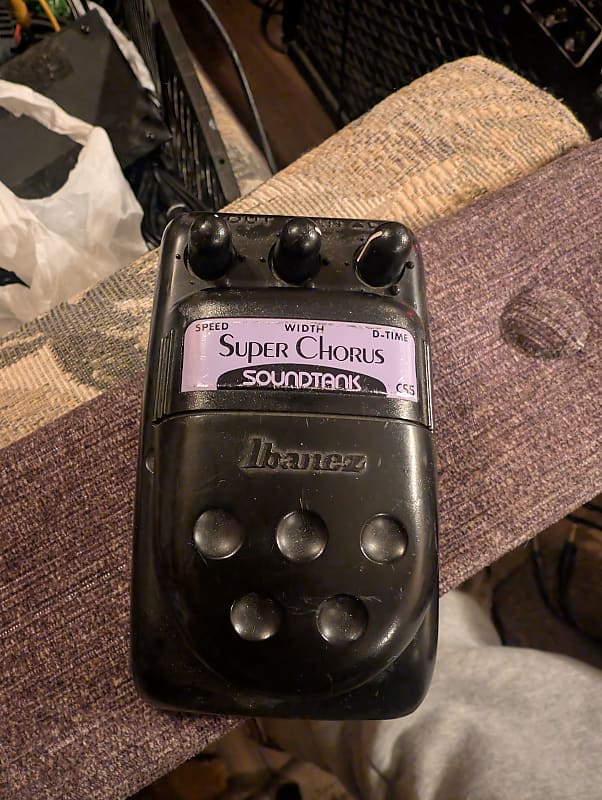 SPEED WIDTH D-TIME
SUPER CHORUS
SOUNDTANK
CS5
Ibanez